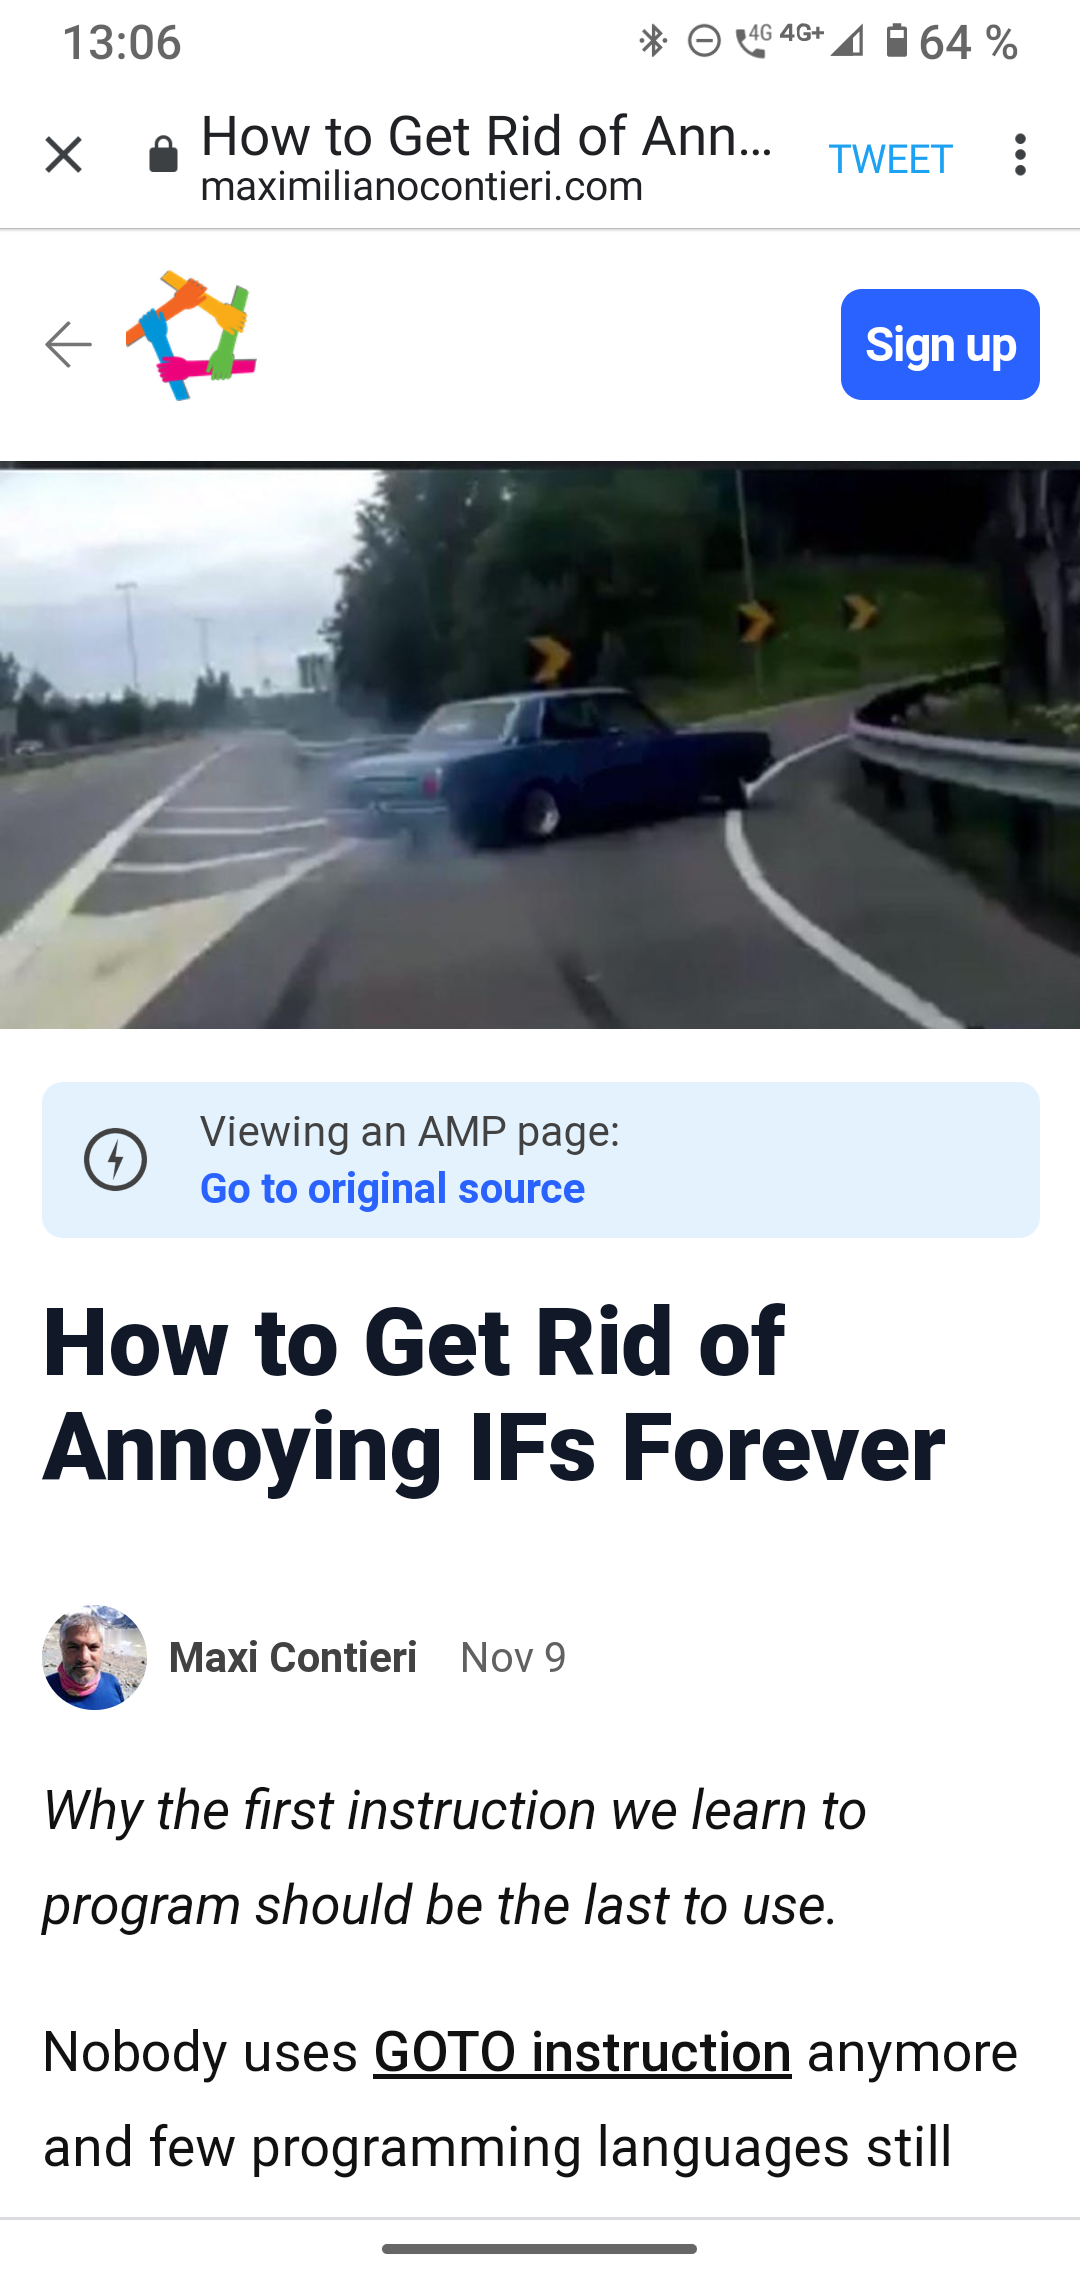 13:06
4G 4G+ 64 %
How to Get Rid of Ann...
maximilianocontieri.com
TWEET
Sign up
Viewing an AMP page:
Go to original source
How to Get Rid of
Annoying IFs Forever
Maxi Contieri Nov 9
Why the first instruction we learn to
program should be the last to use.
Nobody uses GOTO instruction anymore
and few programming languages still